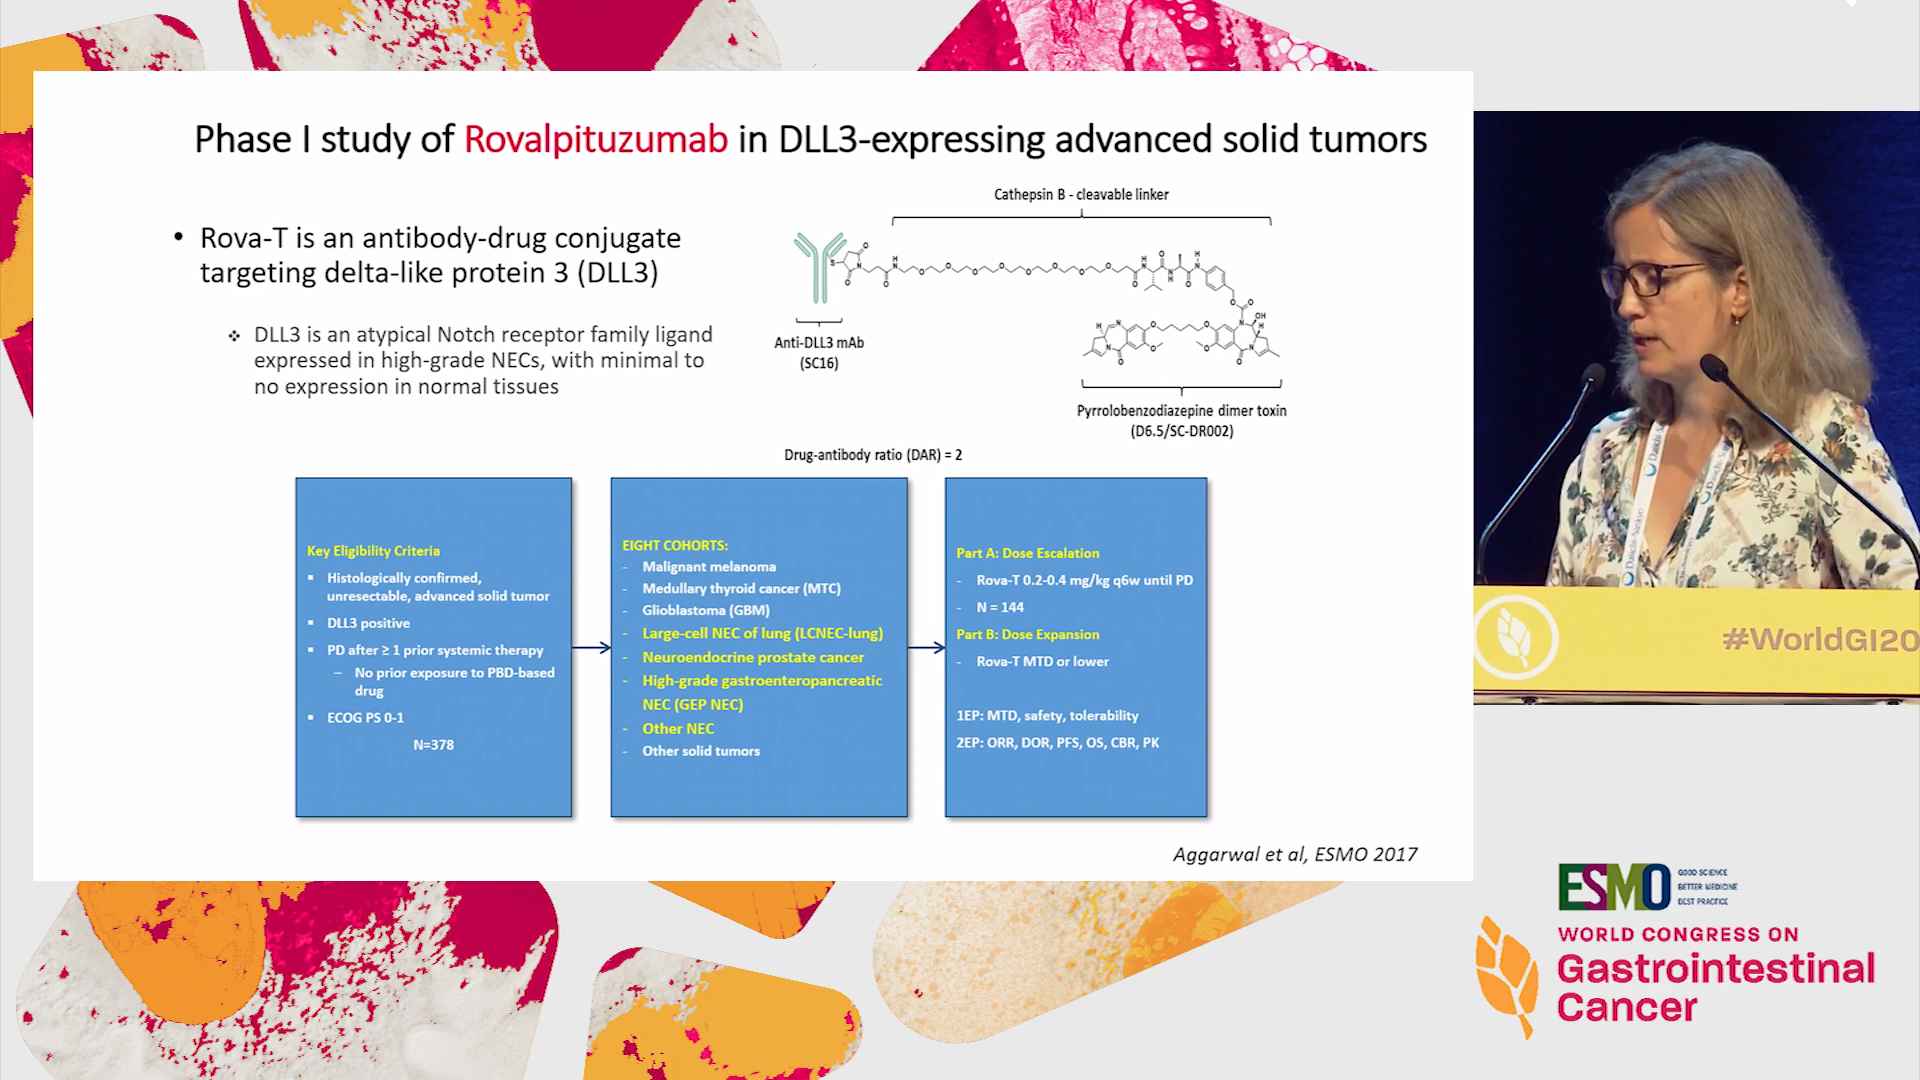 Phase I study of Rovalpituzumab in DLL3-expressing advanced solid tumors
• Rova-T is an antibody-drug conjugate
targeting delta-like protein 3 (DLL3)
❖ DLL3 is an atypical Notch receptor family ligand
expressed in high-grade NECs, with minimal to
no expression in normal tissues
Cathepsin B - cleavable linker
Anti-DLL3 mAb
(SC16)
Pyrrolobenzodiazepine dimer toxin
(D6.5/SC-DR002)
Drug-antibody ratio (DAR) = 2
Key Eligibility Criteria
▪ Histologically confirmed,
unresectable, advanced solid tumor
▪ DLL3 positive
▪ PD after ≥ 1 prior systemic therapy
– No prior exposure to PBD-based
drug
▪ ECOG PS 0-1
N=378
EIGHT COHORTS:
- Malignant melanoma
- Medullary thyroid cancer (MTC)
- Glioblastoma (GBM)
- Large-cell NEC of lung (LCNEC-lung)
- Neuroendocrine prostate cancer
- High-grade gastroenteropancreatic
NEC (GEP NEC)
- Other NEC
- Other solid tumors
Part A: Dose Escalation
- Rova-T 0.2-0.4 mg/kg q6w until PD
- N = 144
Part B: Dose Expansion
- Rova-T MTD or lower
1EP: MTD, safety, tolerability
2EP: ORR, DOR, PFS, OS, CBR, PK
Aggarwal et al, ESMO 2017
#WorldGI20
ESMO
GOOD SCIENCE
BETTER MEDICINE
BEST PRACTICE
WORLD CONGRESS ON
Gastrointestinal
Cancer